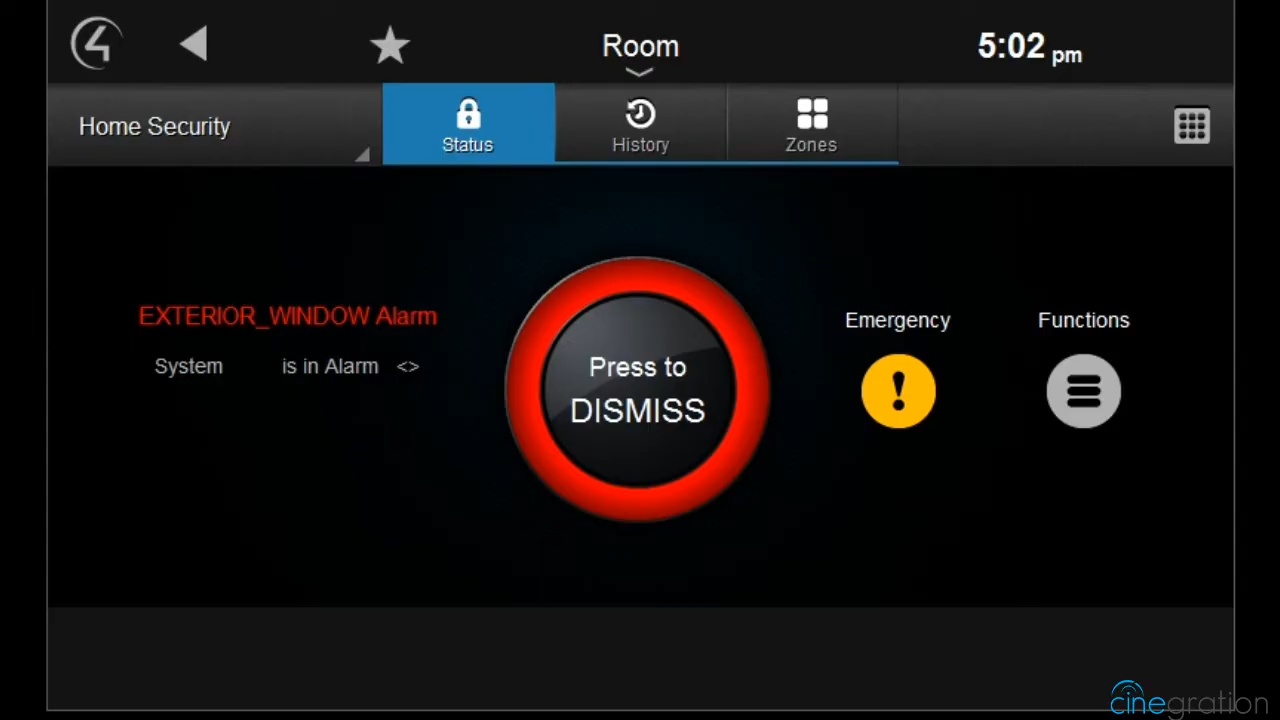 Room
5:02 pm
Home Security
Status
History
Zones
EXTERIOR_WINDOW Alarm
System is in Alarm <>
Press to
DISMISS
Emergency
!
Functions
cinegration